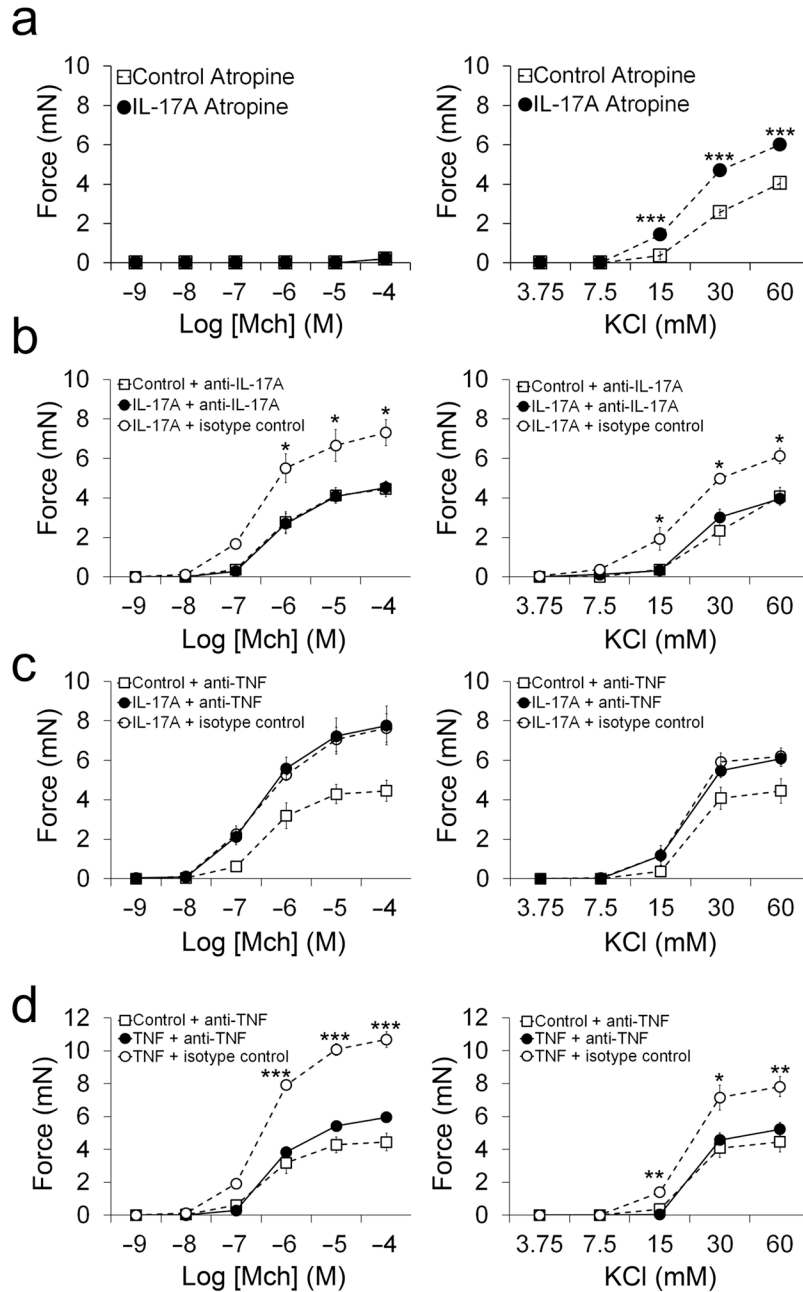 a
Force (mN)
10
8
6
4
2
0
Control Atropine
IL-17A Atropine
–9 –8 –7 –6 –5 –4
Log [Mch] (M)
Force (mN)
10
8
6
4
2
0
Control Atropine
IL-17A Atropine
*** *** ***
3.75 7.5 15 30 60
KCl (mM)
b
Force (mN)
10
8
6
4
2
0
Control + anti-IL-17A
IL-17A + anti-IL-17A
IL-17A + isotype control
* * *
–9 –8 –7 –6 –5 –4
Log [Mch] (M)
Force (mN)
10
8
6
4
2
0
Control + anti-IL-17A
IL-17A + anti-IL-17A
IL-17A + isotype control
* * *
3.75 7.5 15 30 60
KCl (mM)
c
Force (mN)
10
8
6
4
2
0
Control + anti-TNF
IL-17A + anti-TNF
IL-17A + isotype control
–9 –8 –7 –6 –5 –4
Log [Mch] (M)
Force (mN)
10
8
6
4
2
0
Control + anti-TNF
IL-17A + anti-TNF
IL-17A + isotype control
3.75 7.5 15 30 60
KCl (mM)
d
Force (mN)
12
10
8
6
4
2
0
Control + anti-TNF
TNF + anti-TNF
TNF + isotype control
*** *** ***
–9 –8 –7 –6 –5 –4
Log [Mch] (M)
Force (mN)
12
10
8
6
4
2
0
Control + anti-TNF
TNF + anti-TNF
TNF + isotype control
** * **
3.75 7.5 15 30 60
KCl (mM)